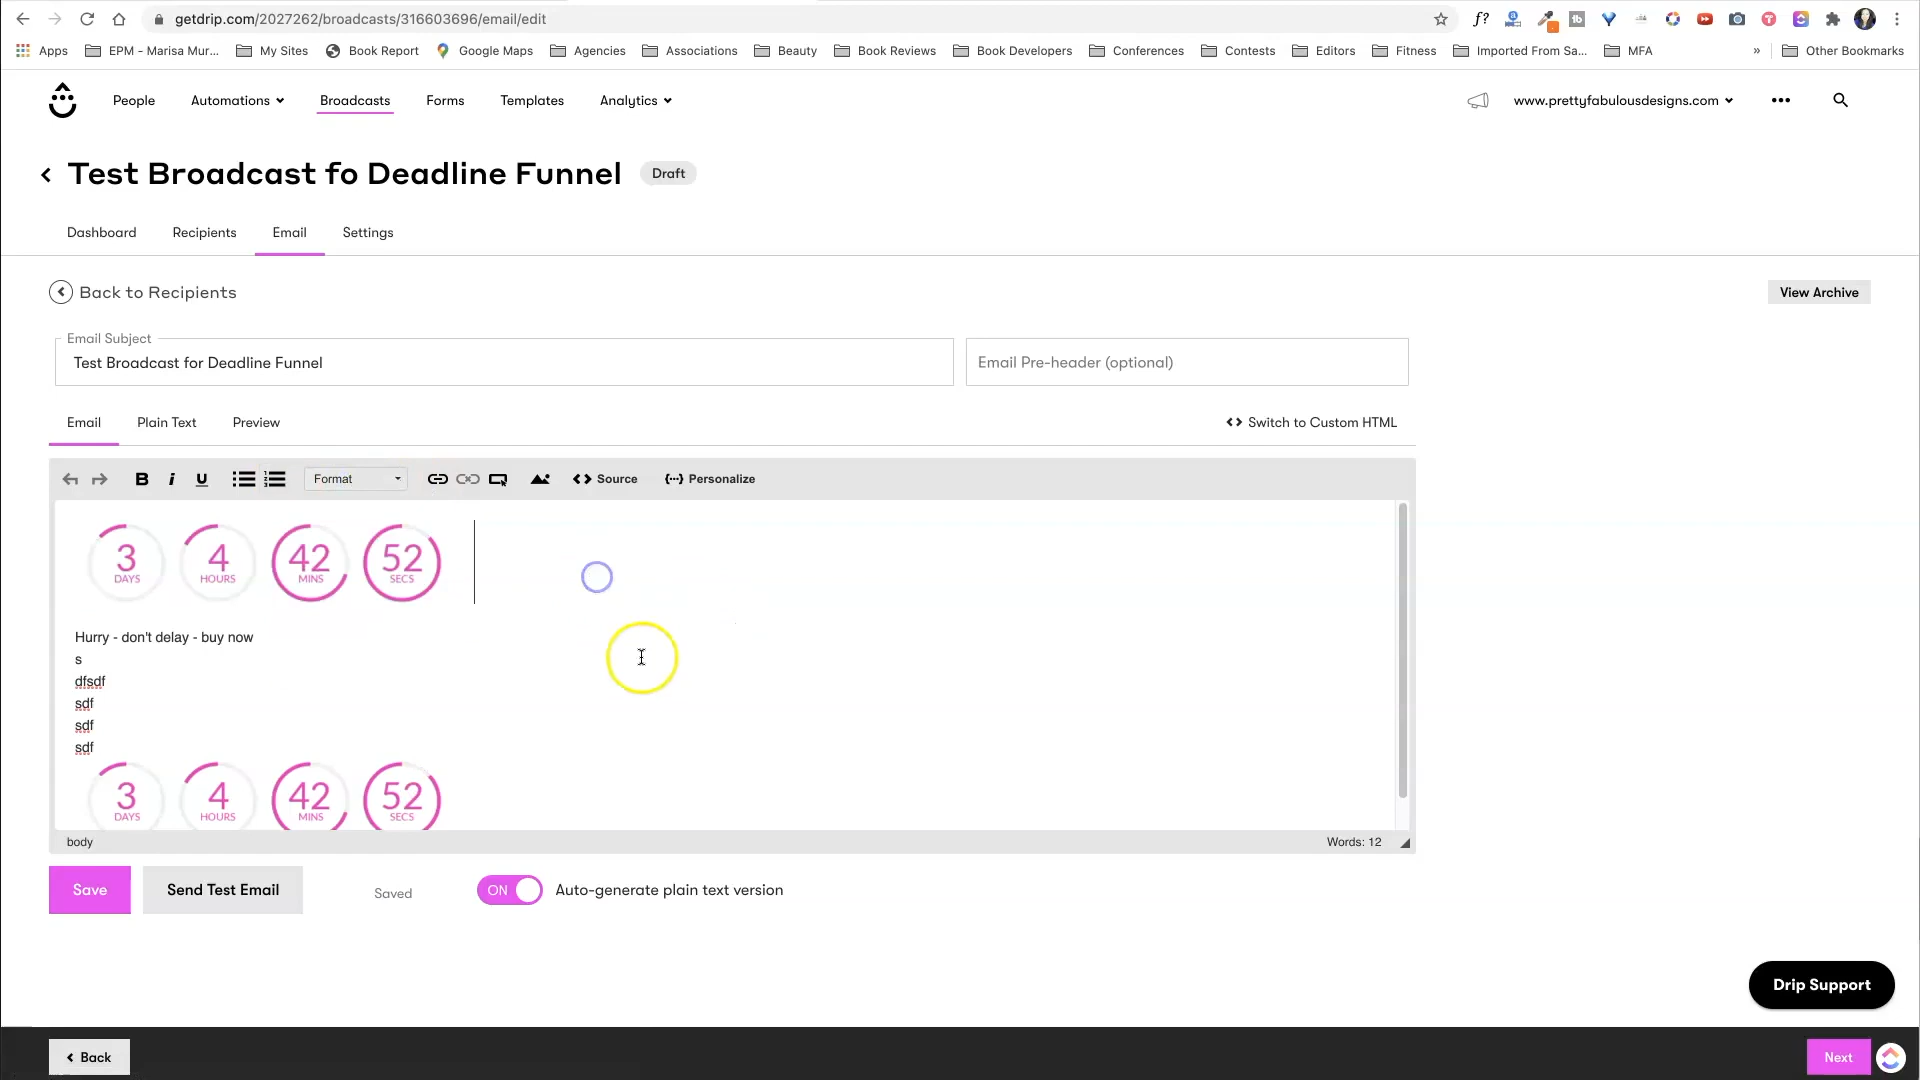 getdrip.com/2027262/broadcasts/316603696/email/edit
Apps EPM - Marisa Mur... My Sites Book Report Google Maps Agencies Associations Beauty Book Reviews Book Developers Conferences Contests Editors Fitness Imported From Sa... MFA » Other Bookmarks
People Automations Broadcasts Forms Templates Analytics www.prettyfabulousdesigns.com
Test Broadcast fo Deadline Funnel Draft
Dashboard Recipients Email Settings
Back to Recipients View Archive
Email Subject
Test Broadcast for Deadline Funnel Email Pre-header (optional)
Email Plain Text Preview Switch to Custom HTML
B i U Format Source Personalize
3 4 42 52
DAYS HOURS MINS SECS
Hurry - don't delay - buy now
s
dfsdf
sdf
sdf
sdf
3 4 42 52
DAYS HOURS MINS SECS
body Words: 12
Save Send Test Email Saved ON Auto-generate plain text version
Drip Support
Back Next